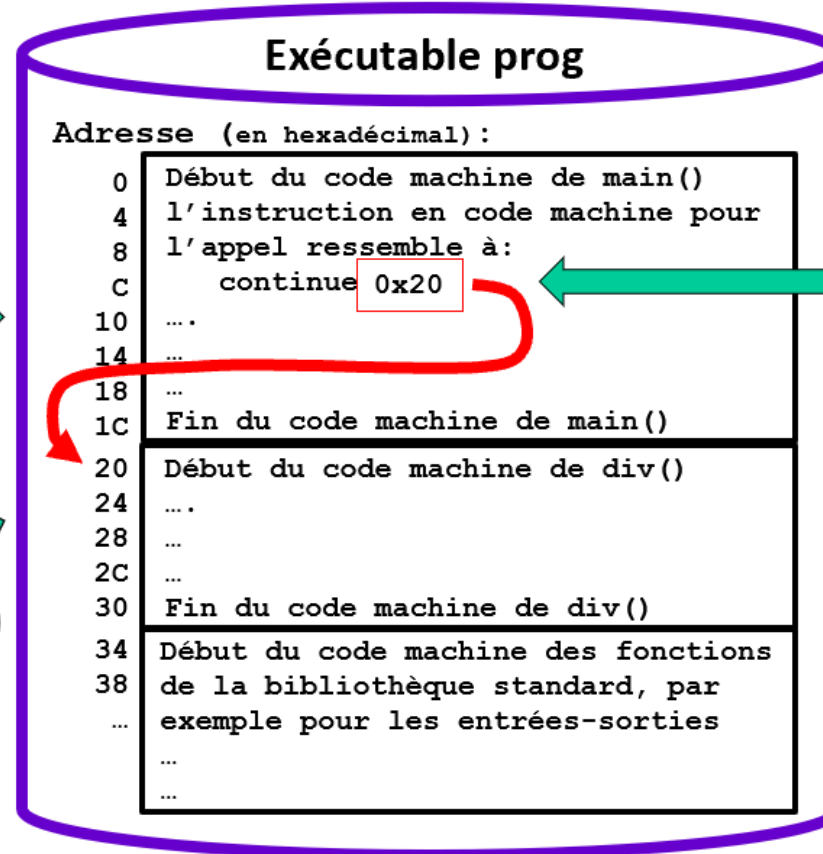 Exécutable prog
Adresse (en hexadécimal):
0 Début du code machine de main()
4 l’instruction en code machine pour
8 l’appel ressemble à:
C continue 0x20
10 ….
14 …
18 …
1C Fin du code machine de main()
20 Début du code machine de div()
24 ….
28 …
2C …
30 Fin du code machine de div()
34 Début du code machine des fonctions
38 de la bibliothèque standard, par
… exemple pour les entrées-sorties
…
…